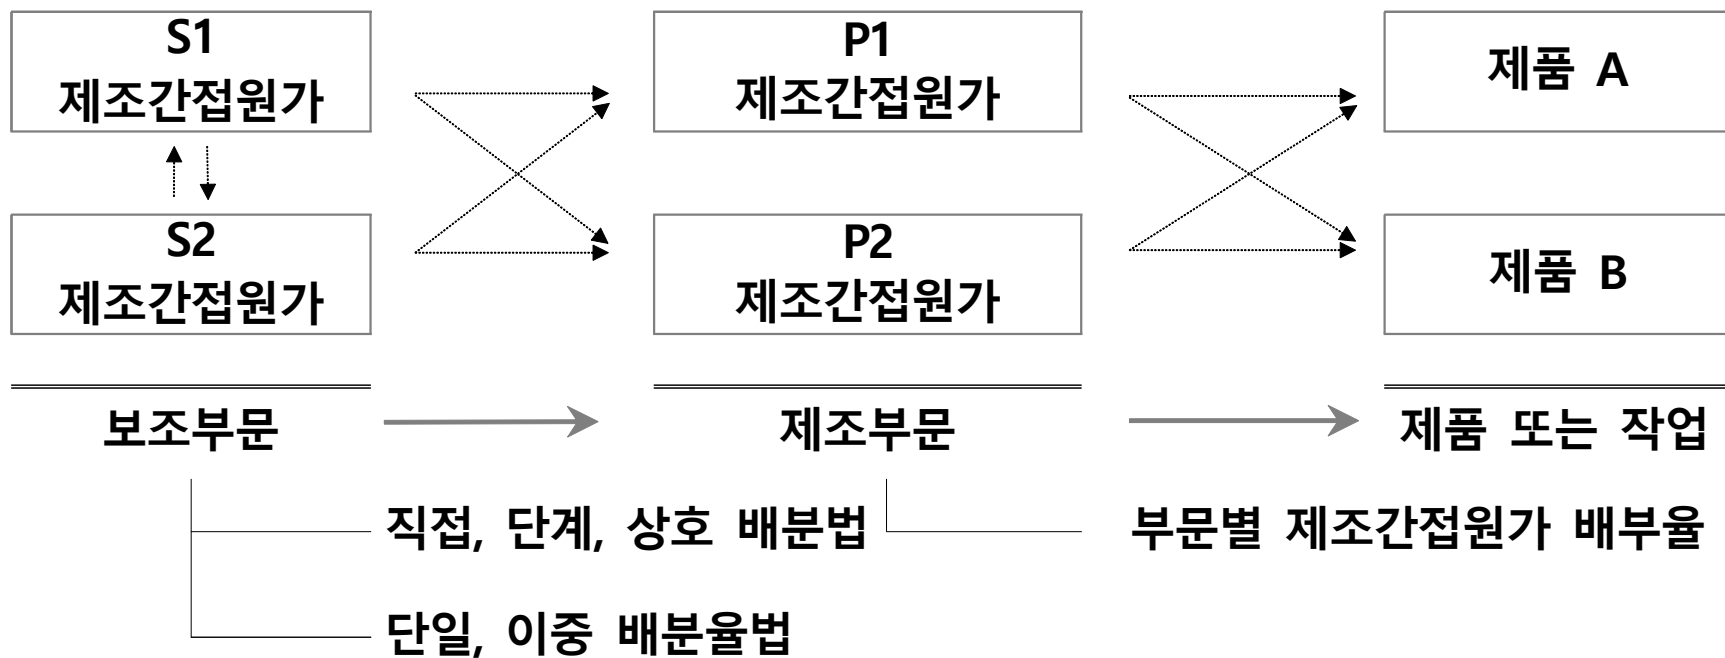 S1
제조간접원가
P1
제조간접원가
제품 A
S2
제조간접원가
P2
제조간접원가
제품 B
보조부문
제조부문
제품 또는 작업
직접, 단계, 상호 배분법
부문별 제조간접원가 배부율
단일, 이중 배분율법